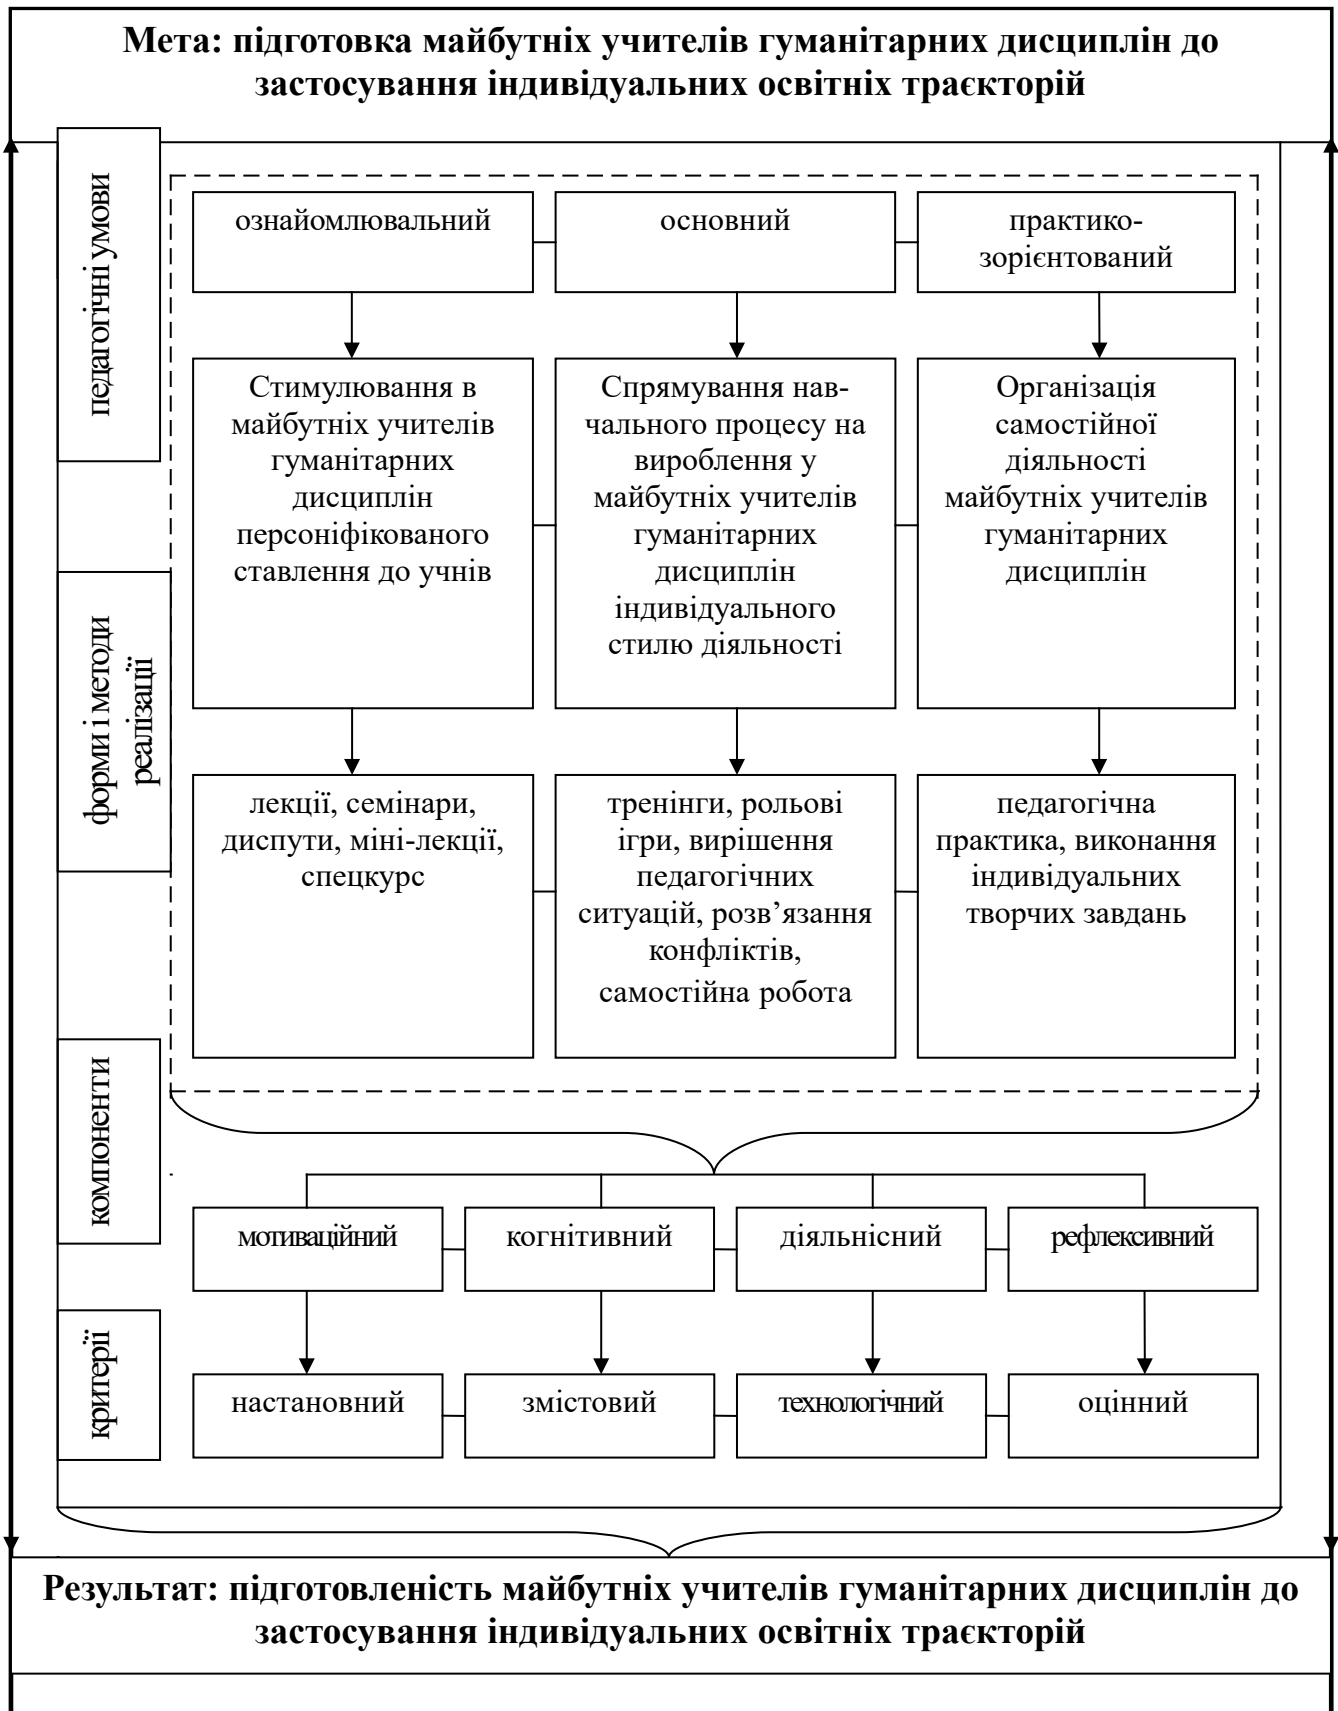 Мета: підготовка майбутніх учителів гуманітарних дисциплін до
застосування індивідуальних освітніх траєкторій
педагогічні умови
ознайомлювальний
основний
практико-
зорієнтований
Стимулювання в
майбутніх учителів
гуманітарних
дисциплін
персоніфікованого
ставлення до учнів
Спрямування нав-
чального процесу на
вироблення у
майбутніх учителів
гуманітарних
дисциплін
індивідуального
стилю діяльності
Організація
самостійної
діяльності
майбутніх учителів
гуманітарних
дисциплін
форми і методи
реалізації
лекції, семінари,
диспути, міні-лекції,
спецкурс
тренінги, рольові
ігри, вирішення
педагогічних
ситуацій, розв’язання
конфліктів,
самостійна робота
педагогічна
практика, виконання
індивідуальних
творчих завдань
компоненти
мотиваційний
когнітивний
діяльнісний
рефлексивний
критерії
настановний
змістовий
технологічний
оцінний
Результат: підготовленість майбутніх учителів гуманітарних дисциплін до
застосування індивідуальних освітніх траєкторій